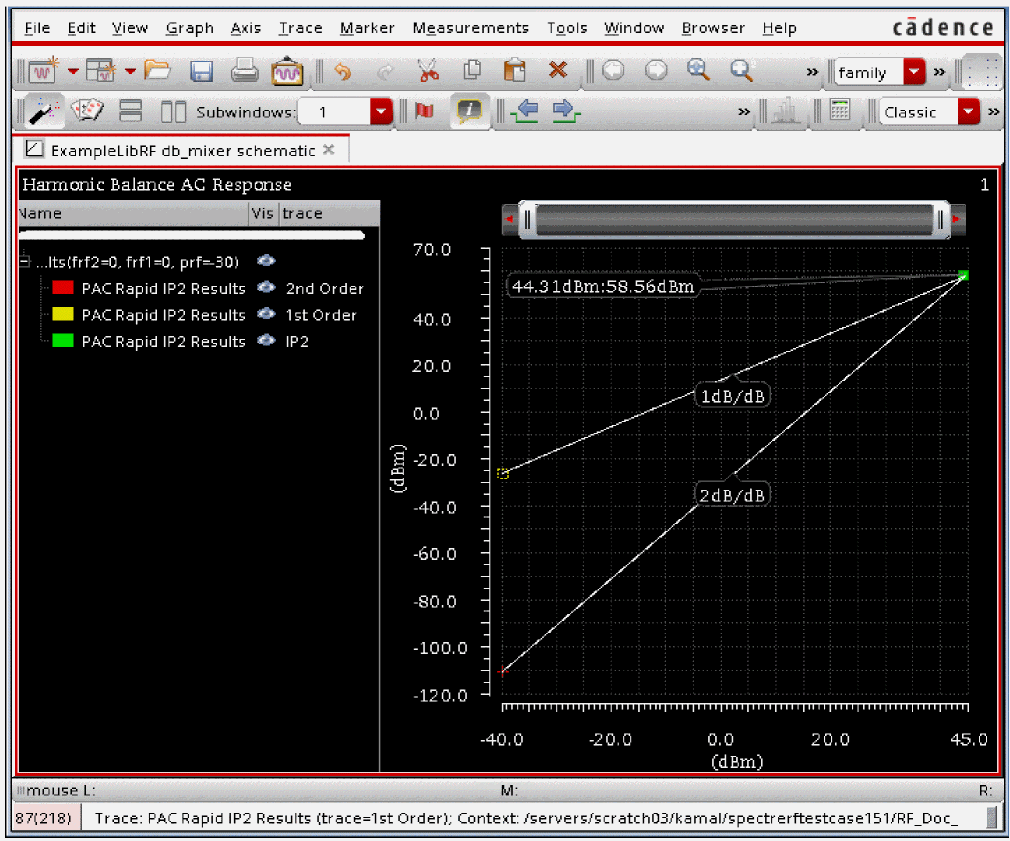 File Edit View Graph Axis Trace Marker Measurements Tools Window Browser Help cādence
» family »
Subwindows: 1 » Classic »
ExampleLibRF db_mixer schematic
Harmonic Balance AC Response 1
Name Vis trace
...lts(frf2=0, frf1=0, prf=-30)
PAC Rapid IP2 Results 2nd Order
PAC Rapid IP2 Results 1st Order
PAC Rapid IP2 Results IP2
70.0
44.31dBm:58.56dBm
40.0
20.0
1dB/dB
0.0
-20.0
(dBm)
2dB/dB
-40.0
-60.0
-80.0
-100.0
-120.0
-40.0 -20.0 0.0 20.0 45.0
(dBm)
mouse L: M: R:
87(218) Trace: PAC Rapid IP2 Results (trace=1st Order); Context: /servers/scratch03/kamal/spectrerftestcase151/RF_Doc_